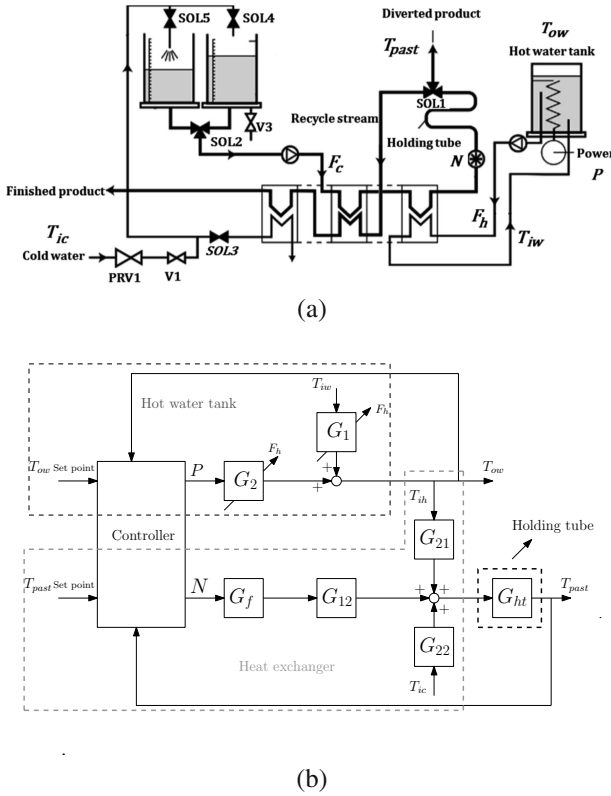 Diverted product
SOL5
SOL4
T_past
T_ow
Hot water tank
SOL1
Recycle stream
V3
Holding tube
SOL2
N
Power
P
F_c
Finished product
F_h
T_iw
T_ic
Cold water
SOL3
PRV1
V1
(a)
T_iw
Hot water tank
F_h
G_1
F_h
T_ow Set point
P
G_2
+
+
T_ow
T_ih
Controller
G_21
Holding tube
T_past Set point
N
G_f
G_12
+
+
+
G_ht
T_past
G_22
Heat exchanger
T_ic
(b)